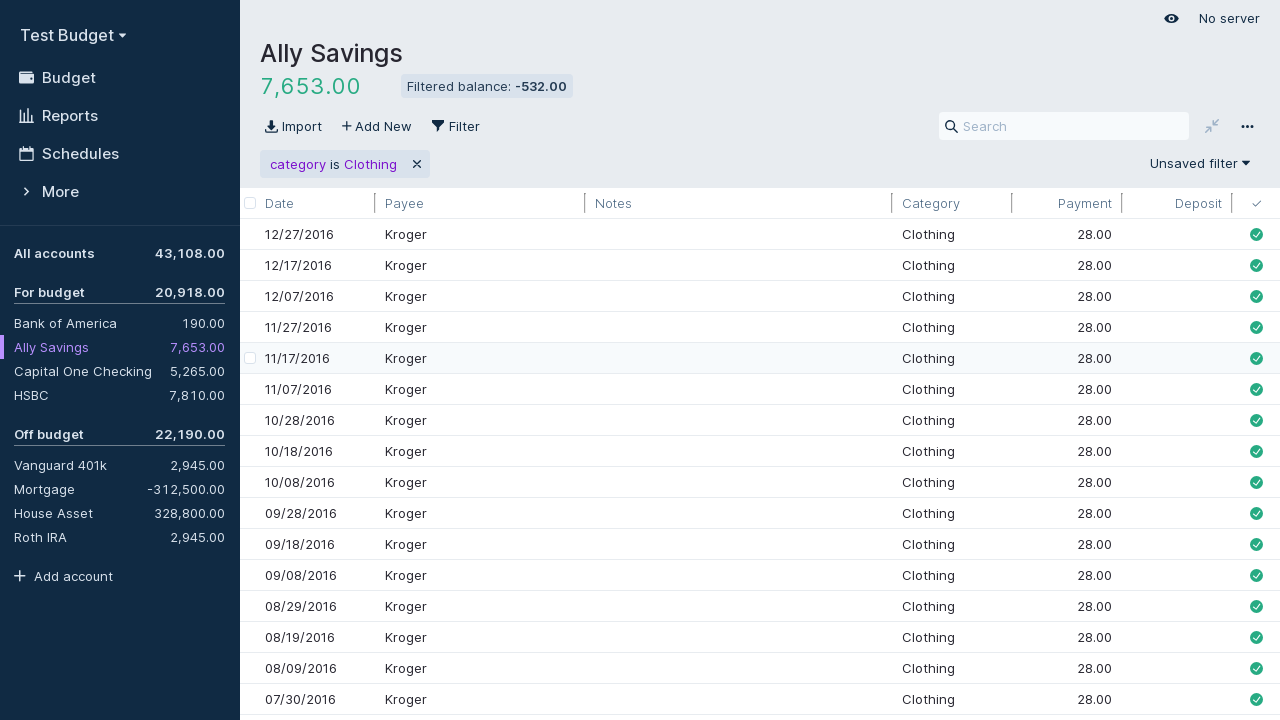 Test Budget
Budget
Reports
Schedules
More
All accounts 43,108.00
For budget 20,918.00
Bank of America 190.00
Ally Savings 7,653.00
Capital One Checking 5,265.00
HSBC 7,810.00
Off budget 22,190.00
Vanguard 401k 2,945.00
Mortgage -312,500.00
House Asset 328,800.00
Roth IRA 2,945.00
Add account
No server
Ally Savings
7,653.00 Filtered balance: -532.00
Import Add New Filter Search
category is Clothing Unsaved filter
Date Payee Notes Category Payment Deposit
12/27/2016 Kroger Clothing 28.00
12/17/2016 Kroger Clothing 28.00
12/07/2016 Kroger Clothing 28.00
11/27/2016 Kroger Clothing 28.00
11/17/2016 Kroger Clothing 28.00
11/07/2016 Kroger Clothing 28.00
10/28/2016 Kroger Clothing 28.00
10/18/2016 Kroger Clothing 28.00
10/08/2016 Kroger Clothing 28.00
09/28/2016 Kroger Clothing 28.00
09/18/2016 Kroger Clothing 28.00
09/08/2016 Kroger Clothing 28.00
08/29/2016 Kroger Clothing 28.00
08/19/2016 Kroger Clothing 28.00
08/09/2016 Kroger Clothing 28.00
07/30/2016 Kroger Clothing 28.00